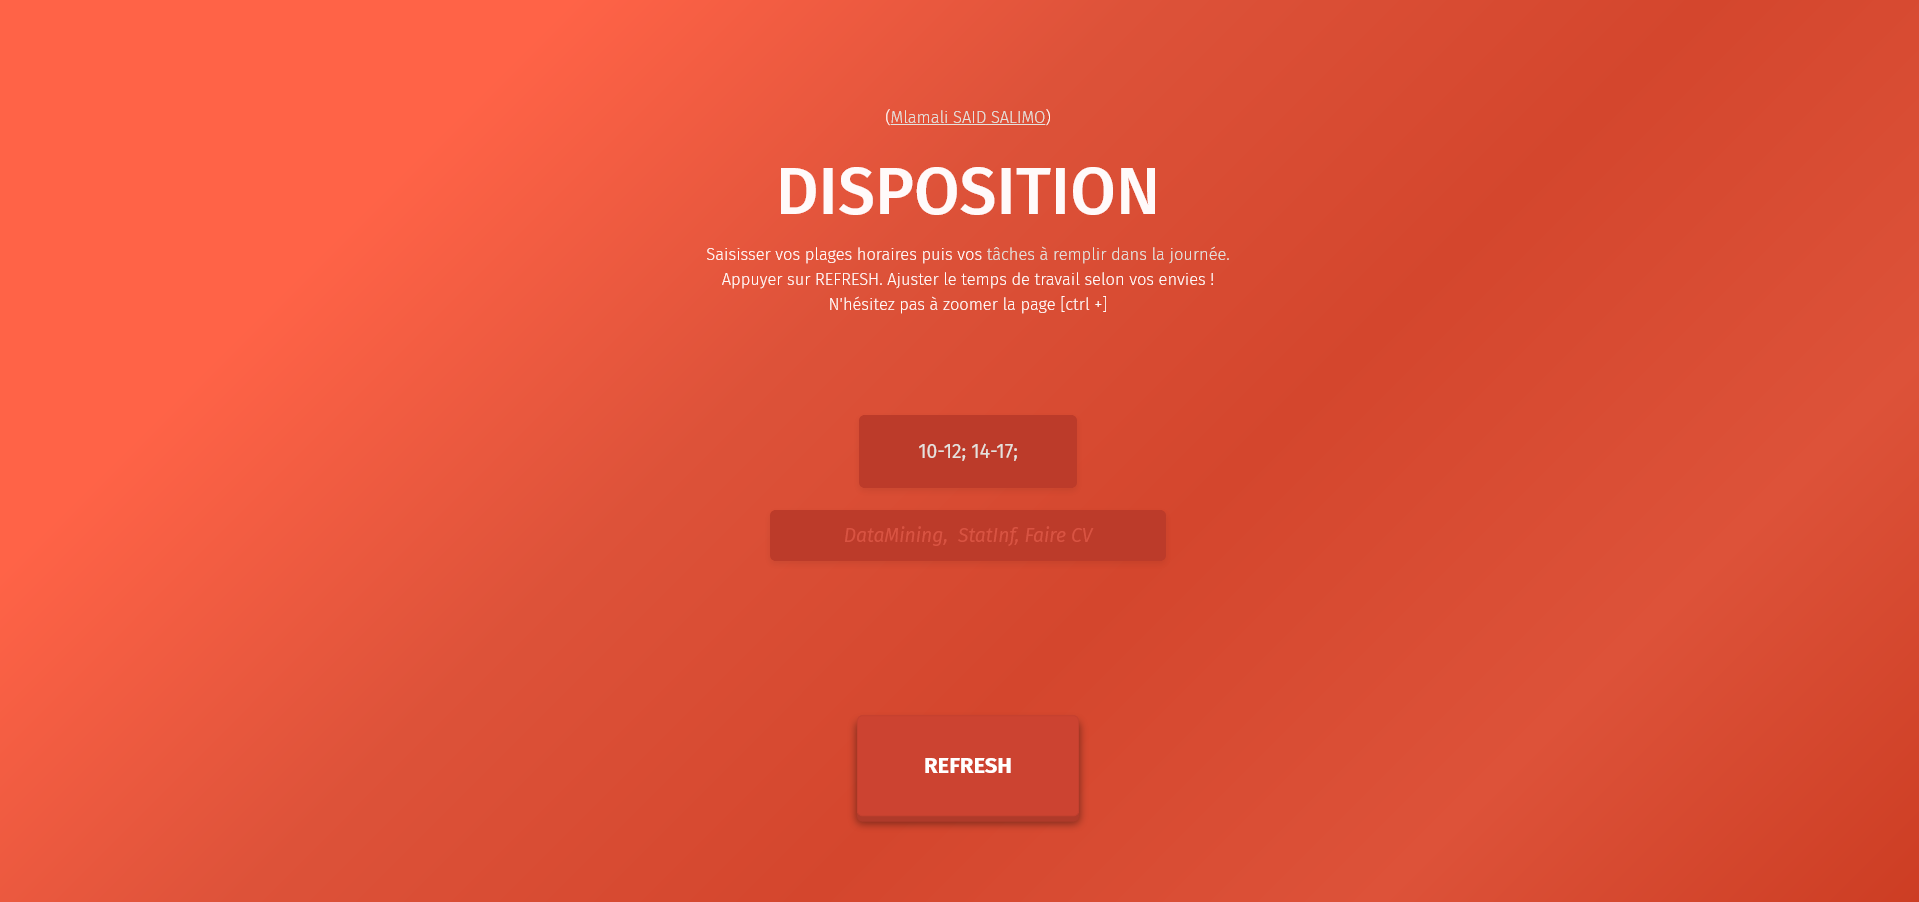 (Mlamali SAID SALIMO)
DISPOSITION
Saisisser vos plages horaires puis vos tâches à remplir dans la journée.
Appuyer sur REFRESH. Ajuster le temps de travail selon vos envies !
N'hésitez pas à zoomer la page [ctrl +]
10-12; 14-17;
DataMining,  StatInf, Faire CV
REFRESH